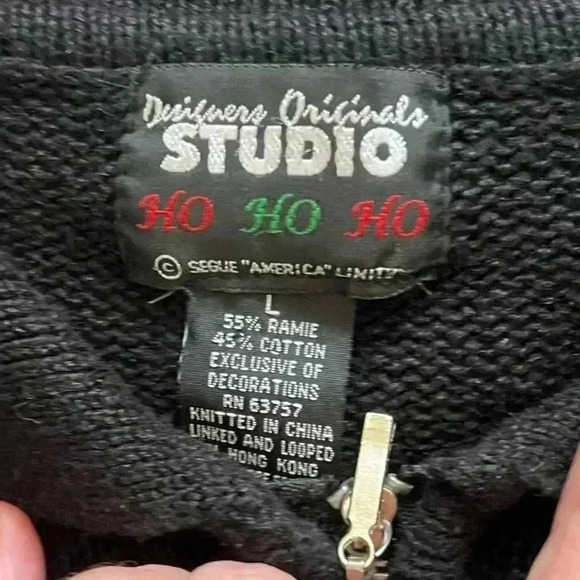 Designers Originals
STUDIO
HO HO HO
© SEGUE "AMERICA"
L
55% RAMIE
45% COTTON
EXCLUSIVE OF
DECORATIONS
RN 63757
KNITTED IN CHINA
LINKED AND LOOPED
HONG KONG